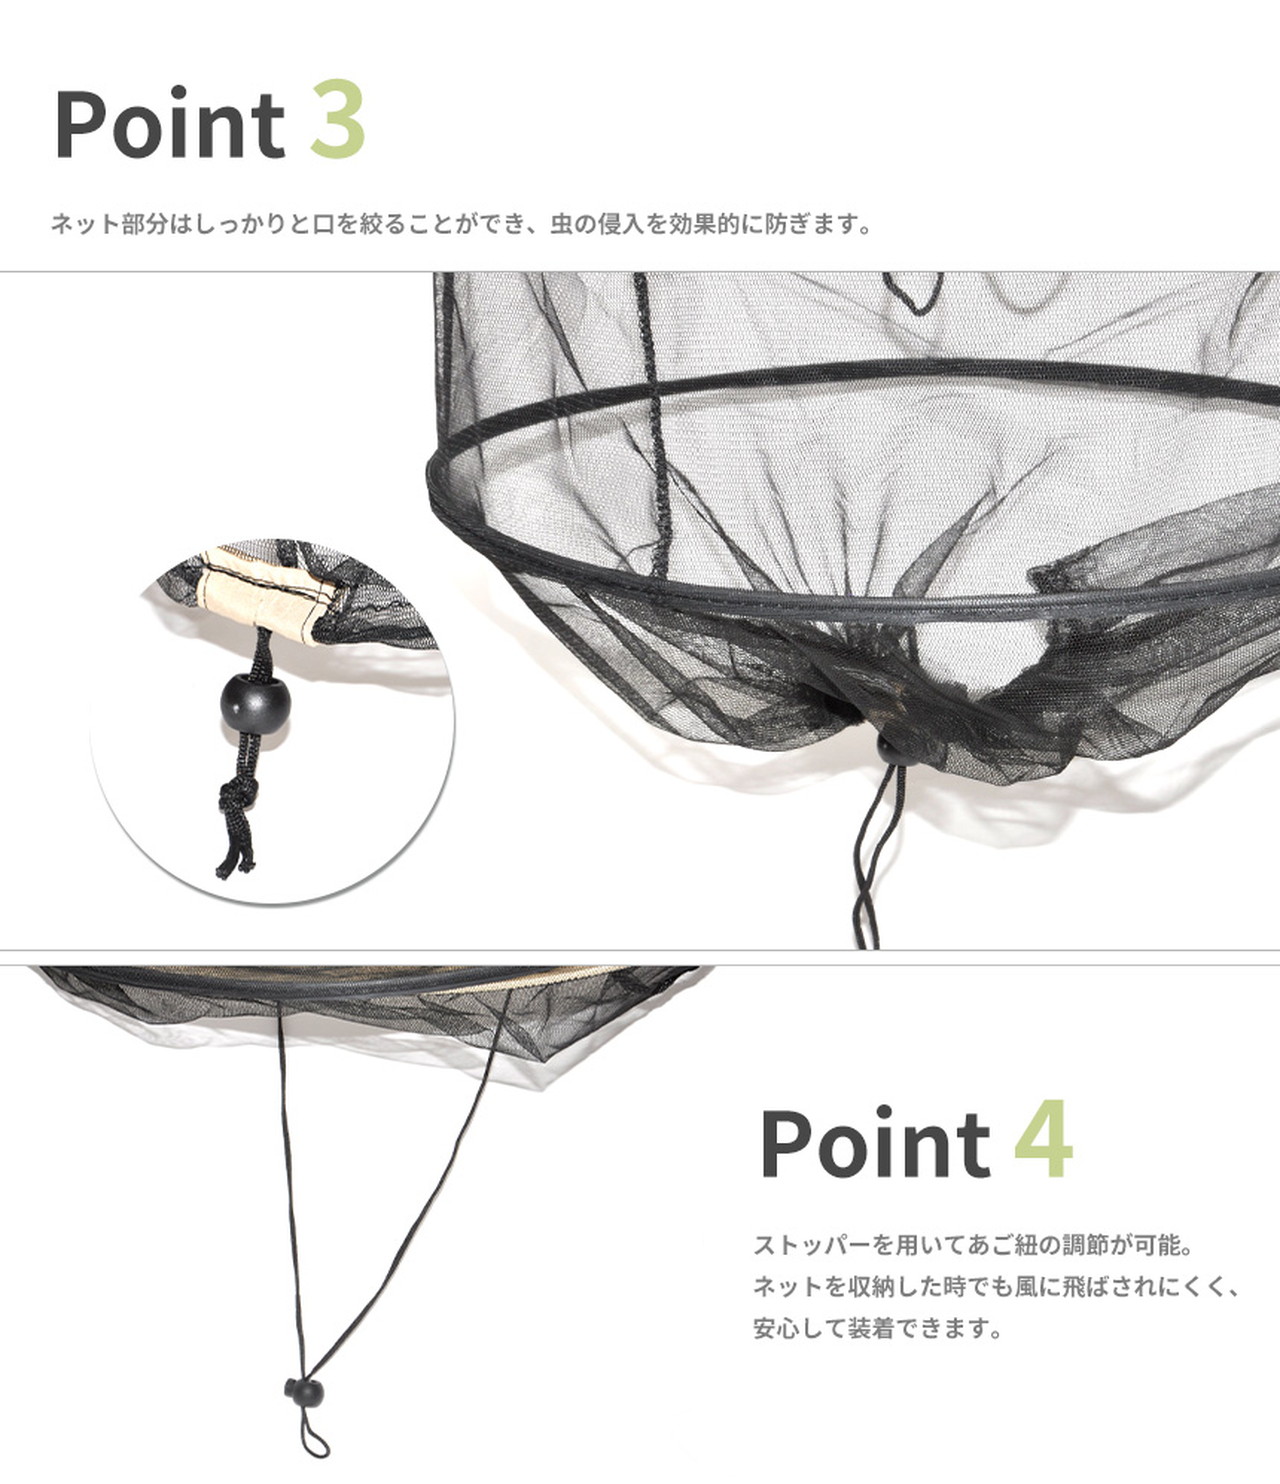 Point 3
ネット部分はしっかりと口を絞ることができ、虫の侵入を効果的に防ぎます。
Point 4
ストッパーを用いてあご紐の調節が可能。
ネットを収納した時でも風に飛ばされにくく、
安心して装着できます。